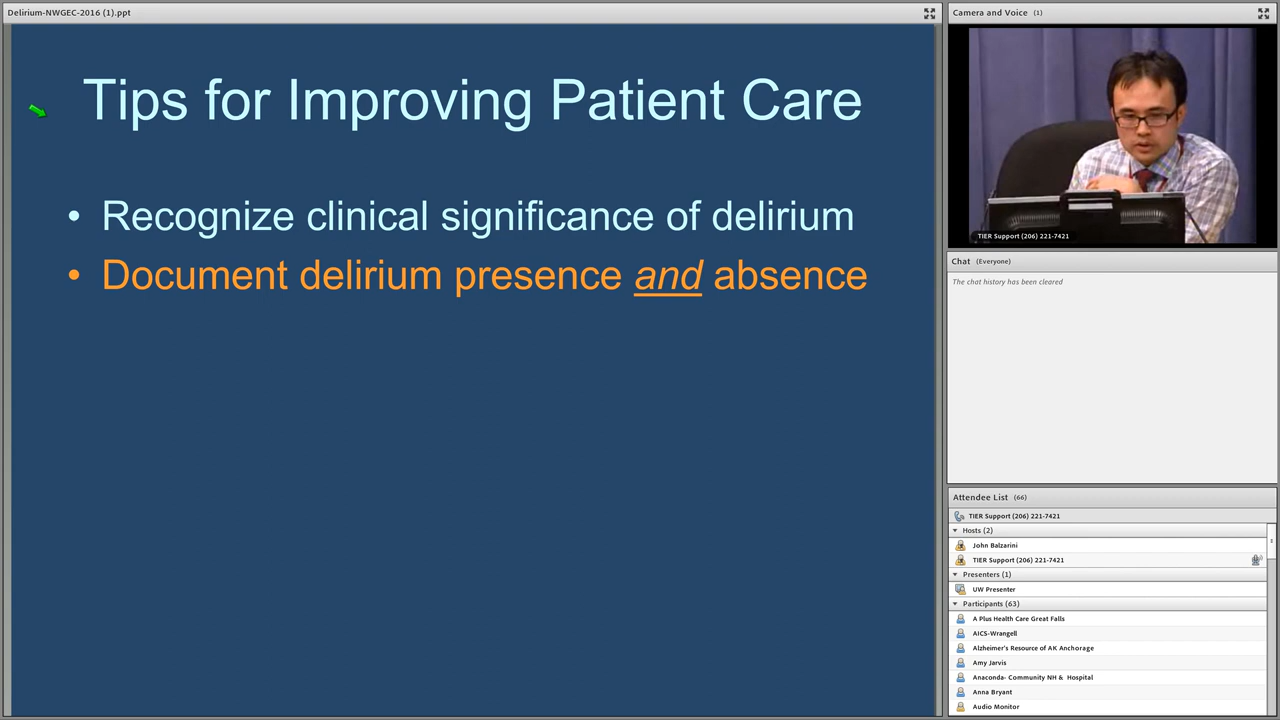 Delirium-NWGEC-2016 (1).ppt
Tips for Improving Patient Care
• Recognize clinical significance of delirium
• Document delirium presence and absence
Camera and Voice (1)
TIER Support (206) 221-7421
Chat (Everyone)
The chat history has been cleared
Attendee List (66)
TIER Support (206) 221-7421
Hosts (2)
John Balzarini
TIER Support (206) 221-7421
Presenters (1)
UW Presenter
Participants (63)
A Plus Health Care Great Falls
AICS-Wrangell
Alzheimer's Resource of AK Anchorage
Amy Jarvis
Anaconda- Community NH & Hospital
Anna Bryant
Audio Monitor